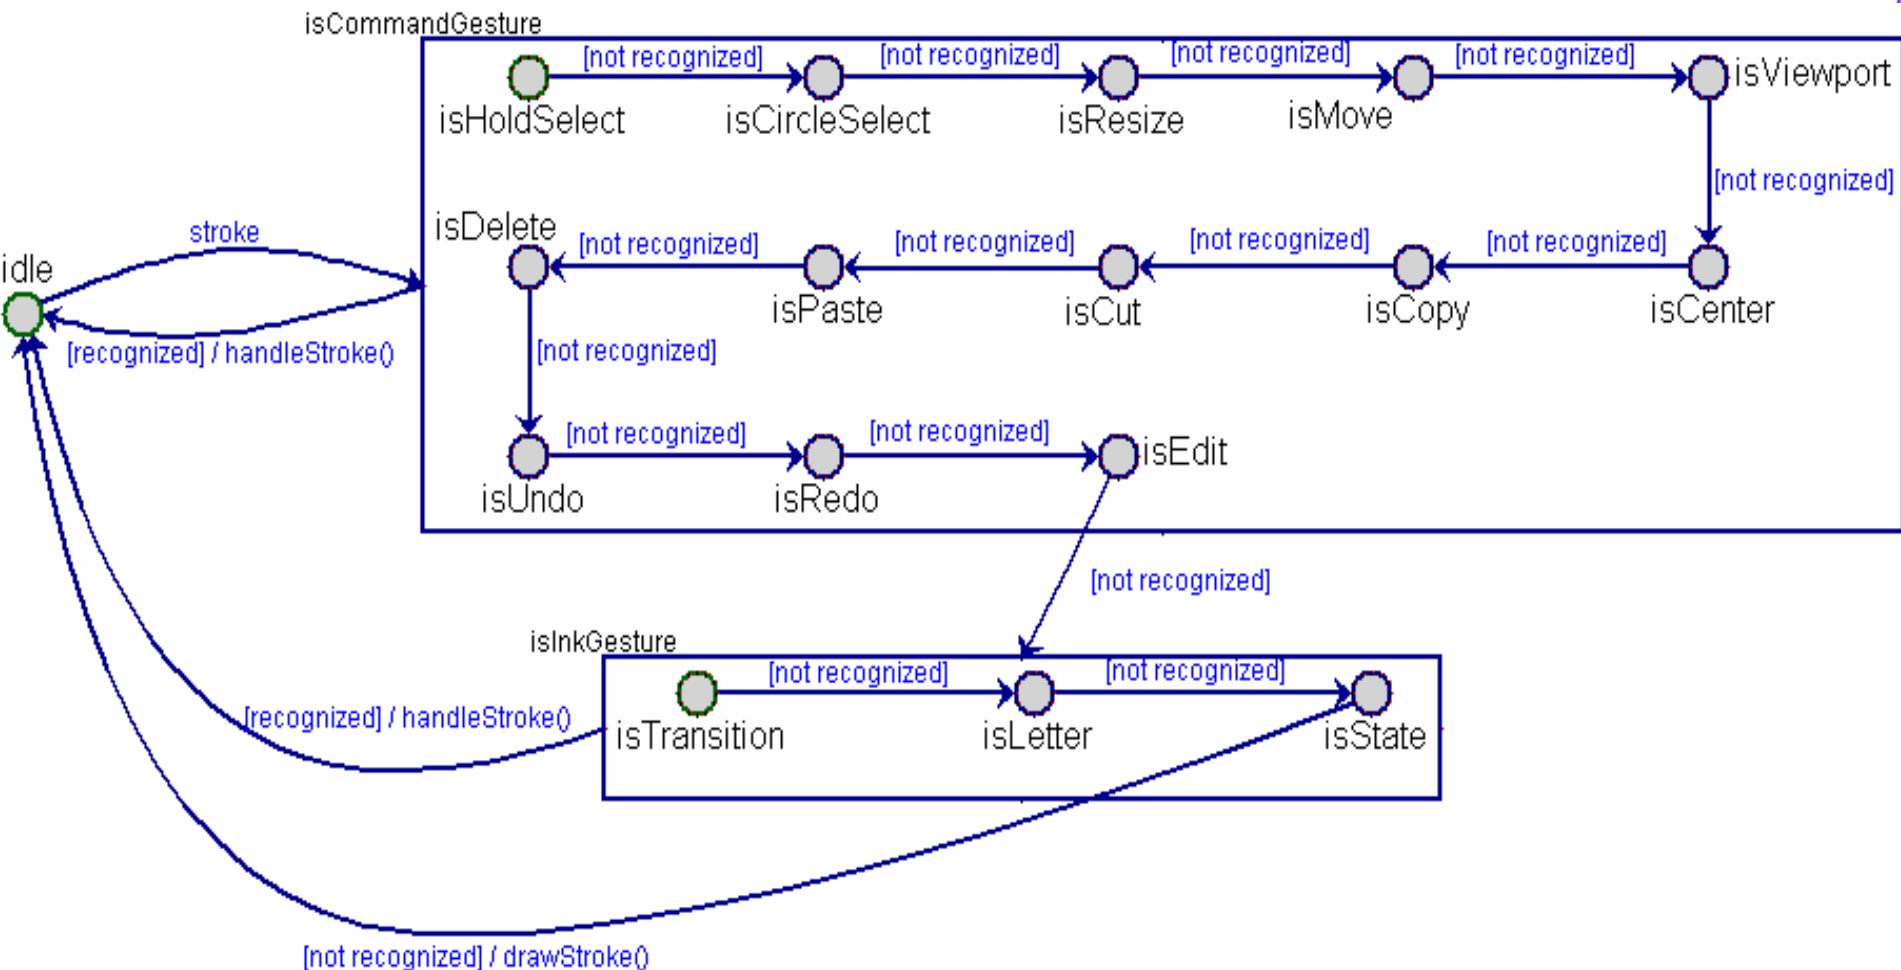 isCommandGesture
[not recognized]
[not recognized]
[not recognized]
[not recognized]
isViewport
isHoldSelect
isCircleSelect
isResize
isMove
[not recognized]
isDelete
stroke
[not recognized]
[not recognized]
[not recognized]
[not recognized]
idle
isPaste
isCut
isCopy
isCenter
[recognized] / handleStroke()
[not recognized]
[not recognized]
[not recognized]
isEdit
isUndo
isRedo
[not recognized]
isInkGesture
[not recognized]
[not recognized]
[recognized] / handleStroke()
isTransition
isLetter
isState
[not recognized] / drawStroke()